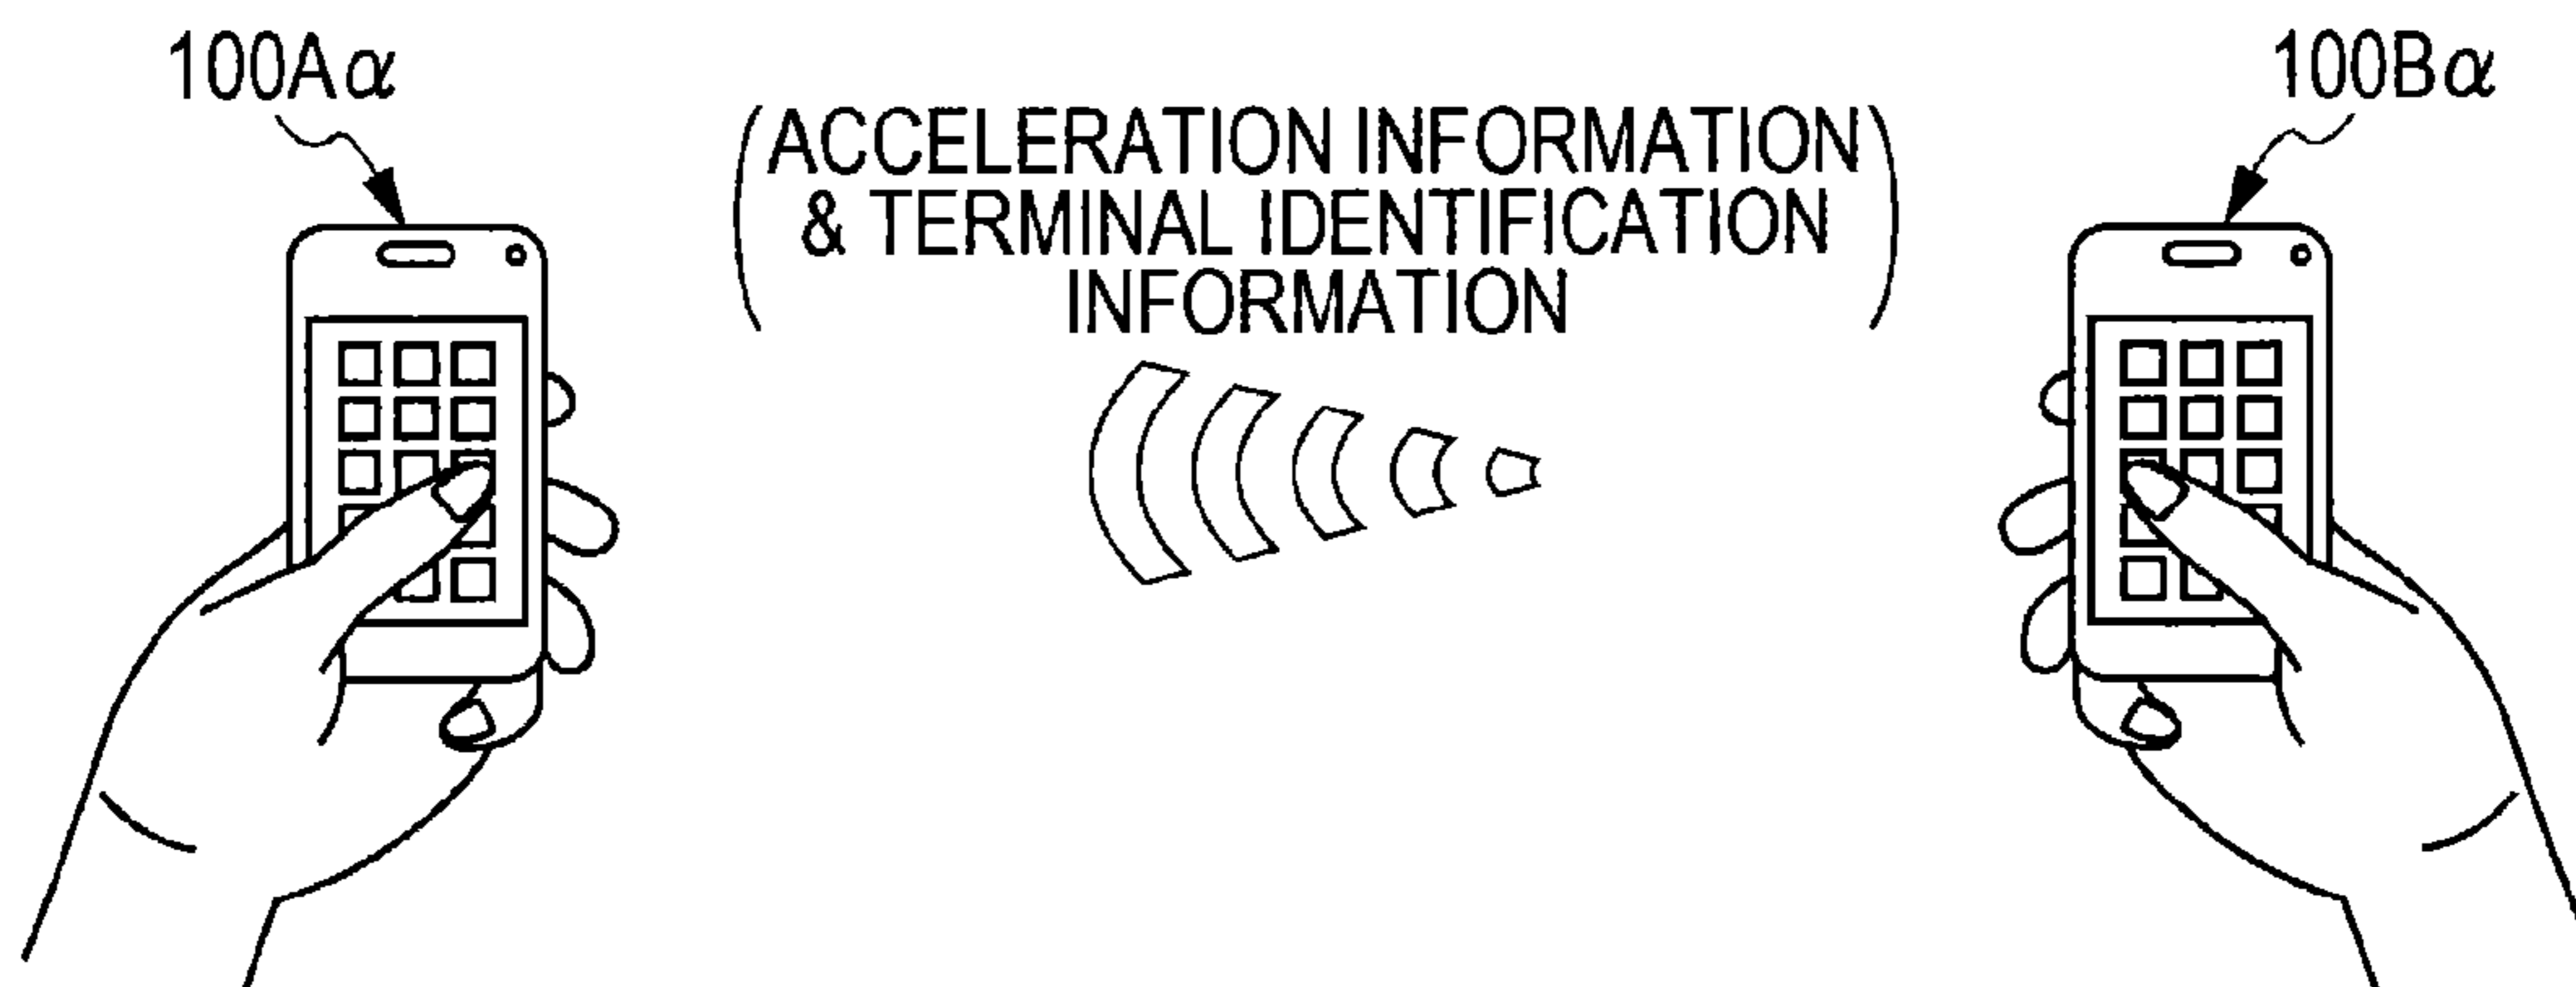 100Aα
100Bα
(ACCELERATION INFORMATION
& TERMINAL IDENTIFICATION
INFORMATION)